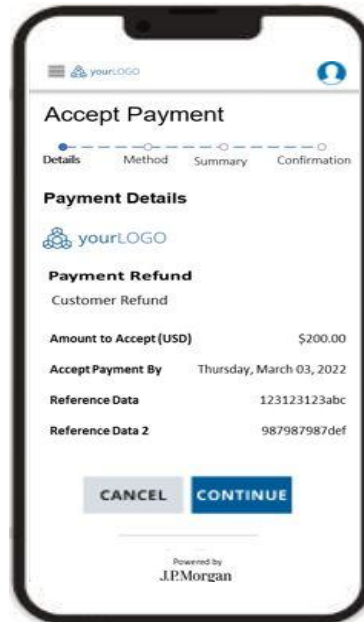 yourLOGO
Accept Payment
Details Method Summary Confirmation
Payment Details
yourLOGO
Payment Refund
Customer Refund
Amount to Accept (USD) $200.00
Accept Payment By Thursday, March 03, 2022
Reference Data 123123123abc
Reference Data 2 987987987def
CANCEL CONTINUE
Powered by
J.P.Morgan